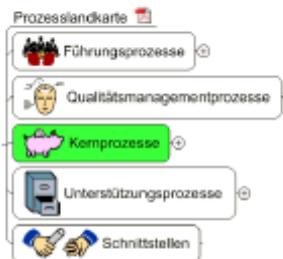 Prozesslandkarte
Führungsprozesse
Qualitätsmanagementprozesse
Kernprozesse
Unterstützungsprozesse
Schnittstellen